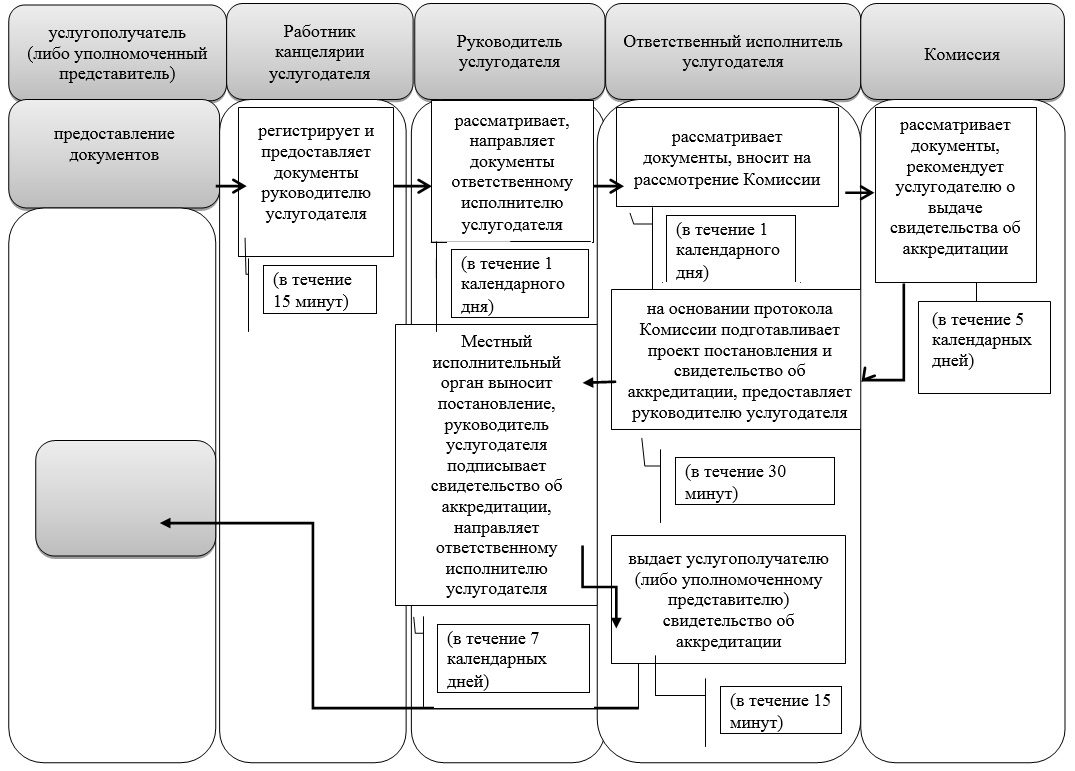 услугополучатель
(либо уполномоченный
представитель)
Работник
канцелярии
услугодателя
Руководитель
услугодателя
Ответственный исполнитель
услугодателя
Комиссия
предоставление
документов
регистрирует и
предоставляет
документы
руководителю
услугодателя
(в течение
15 минут)
рассматривает,
направляет
документы
ответственному
исполнителю
услугодателя
(в течение 1
календарного
дня)
рассматривает
документы, вносит на
рассмотрение Комиссии
(в течение 1
календарного
дня)
рассматривает
документы,
рекомендует
услугодателю о
выдаче
свидетельства об
аккредитации
(в течение 5
календарных
дней)
на основании протокола
Комиссии подготавливает
проект постановления и
свидетельство об
аккредитации, предоставляет
руководителю услугодателя
(в течение 30
минут)
Местный
исполнительный
орган выносит
постановление,
руководитель
услугодателя
подписывает
свидетельство об
аккредитации,
направляет
ответственному
исполнителю
услугодателя
(в течение 7
календарных
дней)
выдает услугополучателю
(либо уполномоченному
представителю)
свидетельство об
аккредитации
(в течение 15
минут)